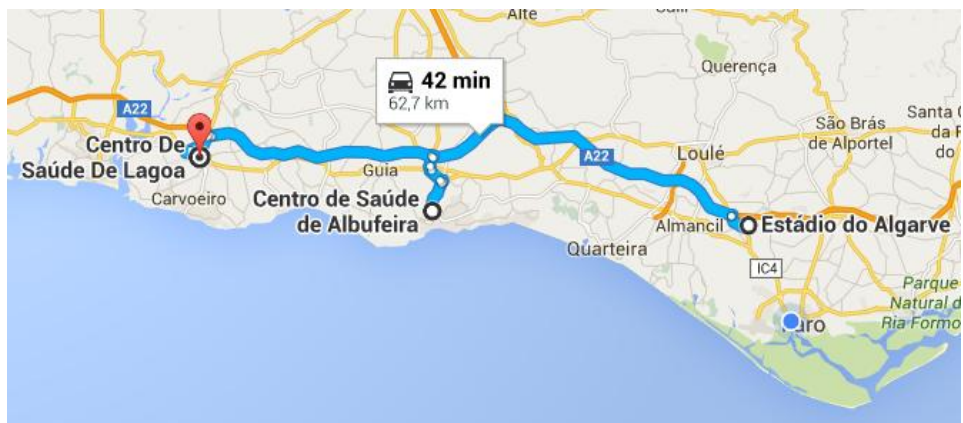 Alte
Querença
42 min
62,7 km
A22
Centro De
Saúde De Lagoa
Carvoeiro
Guia
Centro de Saúde
de Albufeira
A22
Loulé
São Brás
de Alportel
Santa
da F
do
Quarteira
Almancil
Estádio do Algarve
IC4
Faro
Parque
Natural d
Ria Formo